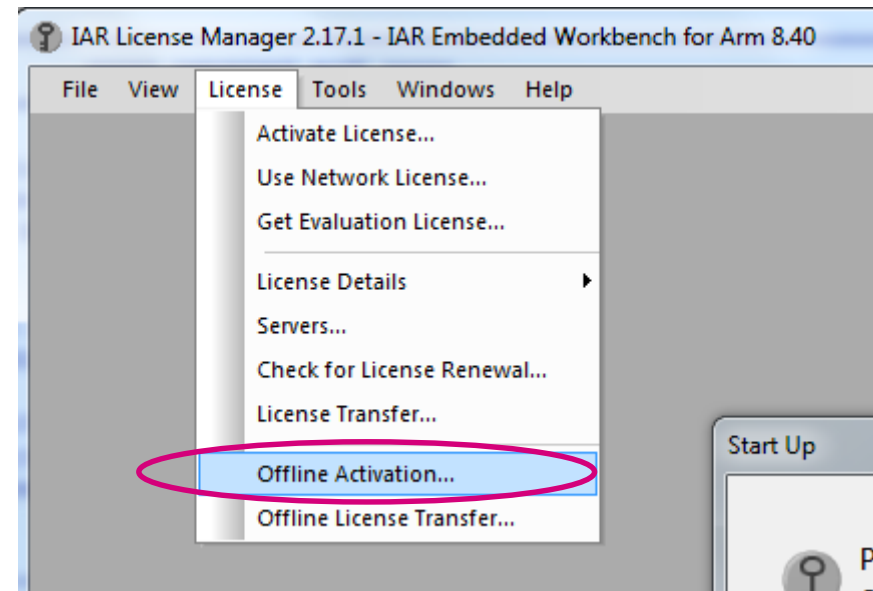 IAR License Manager 2.17.1 - IAR Embedded Workbench for Arm 8.40
File View License Tools Windows Help
Activate License...
Use Network License...
Get Evaluation License...
License Details
Servers...
Check for License Renewal...
License Transfer...
Offline Activation...
Offline License Transfer...
Start Up
P